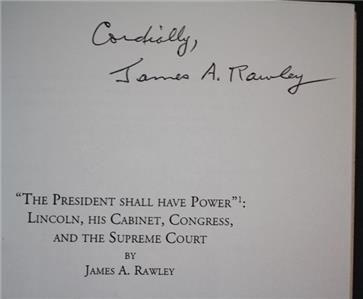 Cordially,
James A. Rawley
“The President shall have Power”¹:
Lincoln, his Cabinet, Congress,
and the Supreme Court
by
James A. Rawley